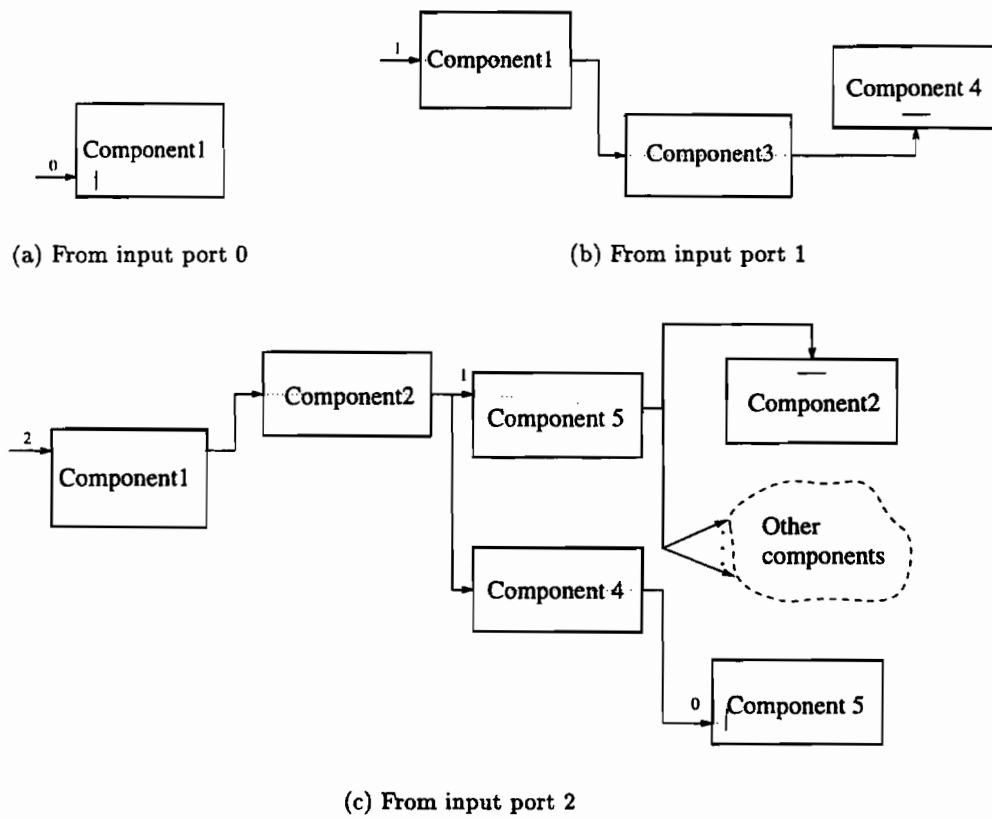 0
Component1
(a) From input port 0
1
Component1
Component3
Component 4
(b) From input port 1
2
Component1
Component2
1
Component 5
Component2
Other
components
Component 4
0
Component 5
(c) From input port 2